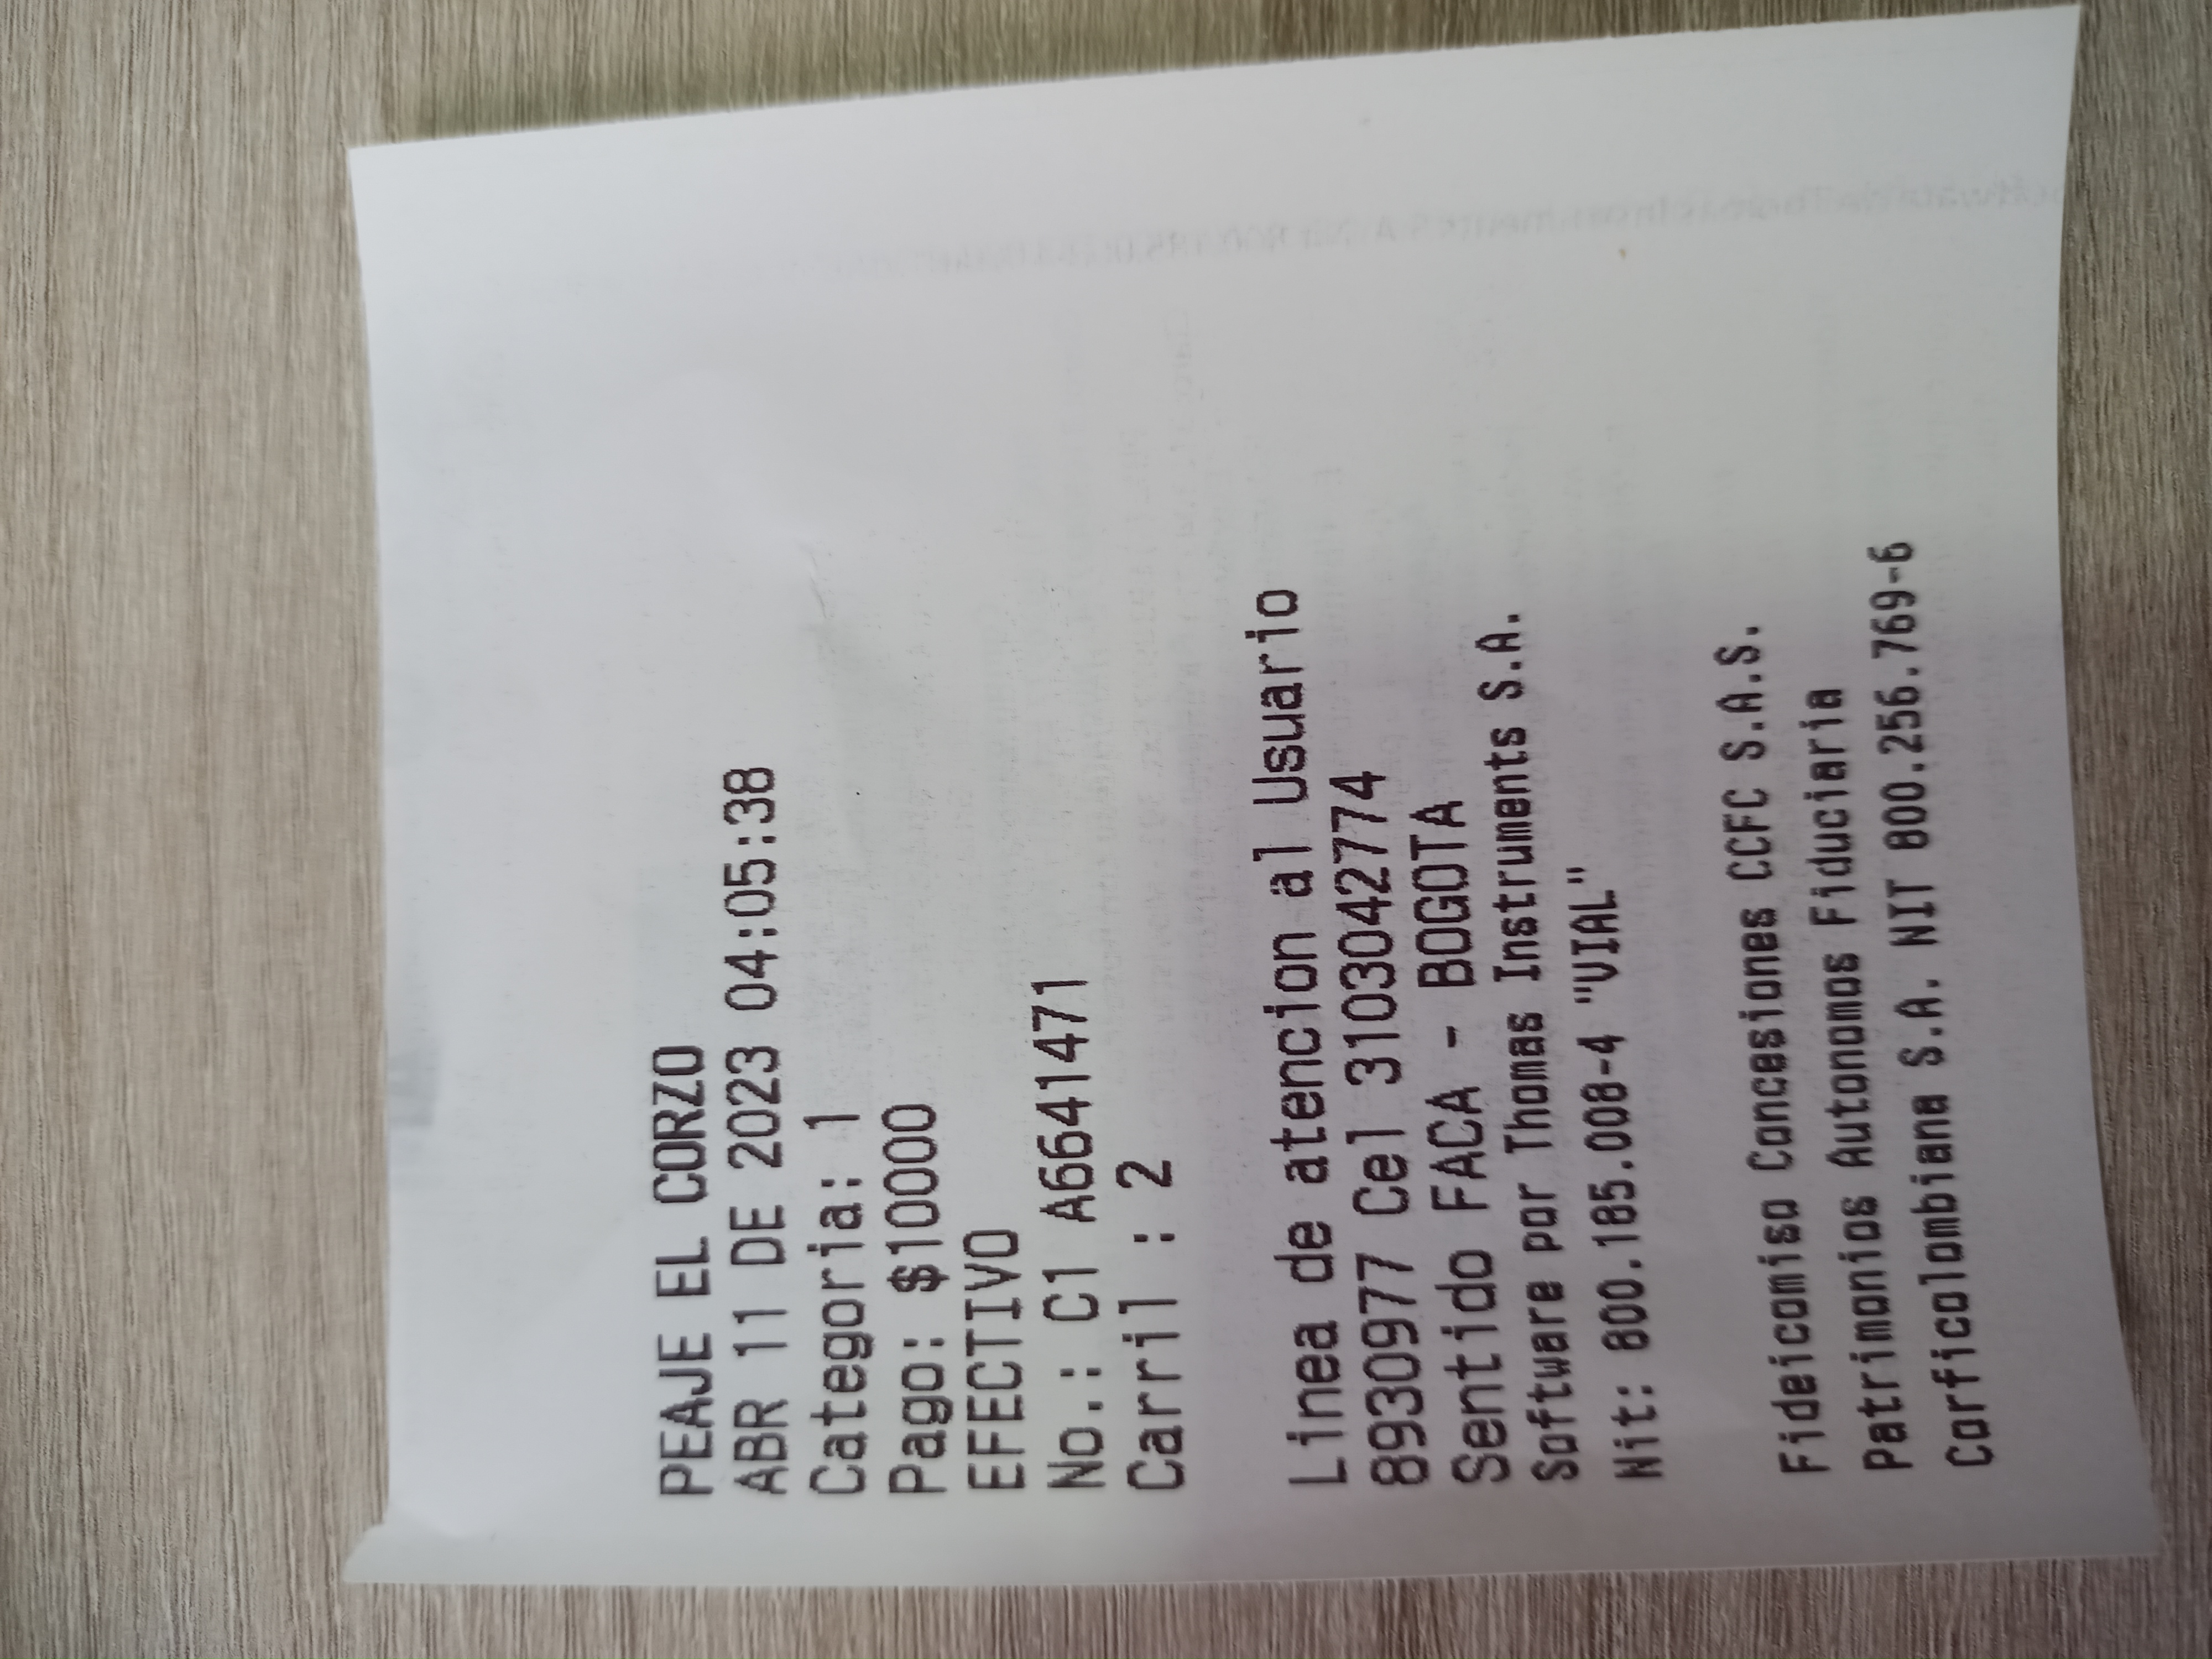 PEAJE EL CORZO
ABR 11 DE 2023 04:05:38
Categoria: 1
Pago: $10000
EFECTIVO
No.: C1 A6641471
Carril : 2
Linea de atencion al Usuario
8930977 Cel 3103042774
Sentido FACA - BOGOTA
Software por Thomas Instruments S.A.
Nit: 800.185.008-4 "VIAL"
Fideicomiso Concesiones CCFC S.A.S.
Patrimonios Autonomos Fiduciaria
Corficolombiana S.A. NIT 800.256.769-6